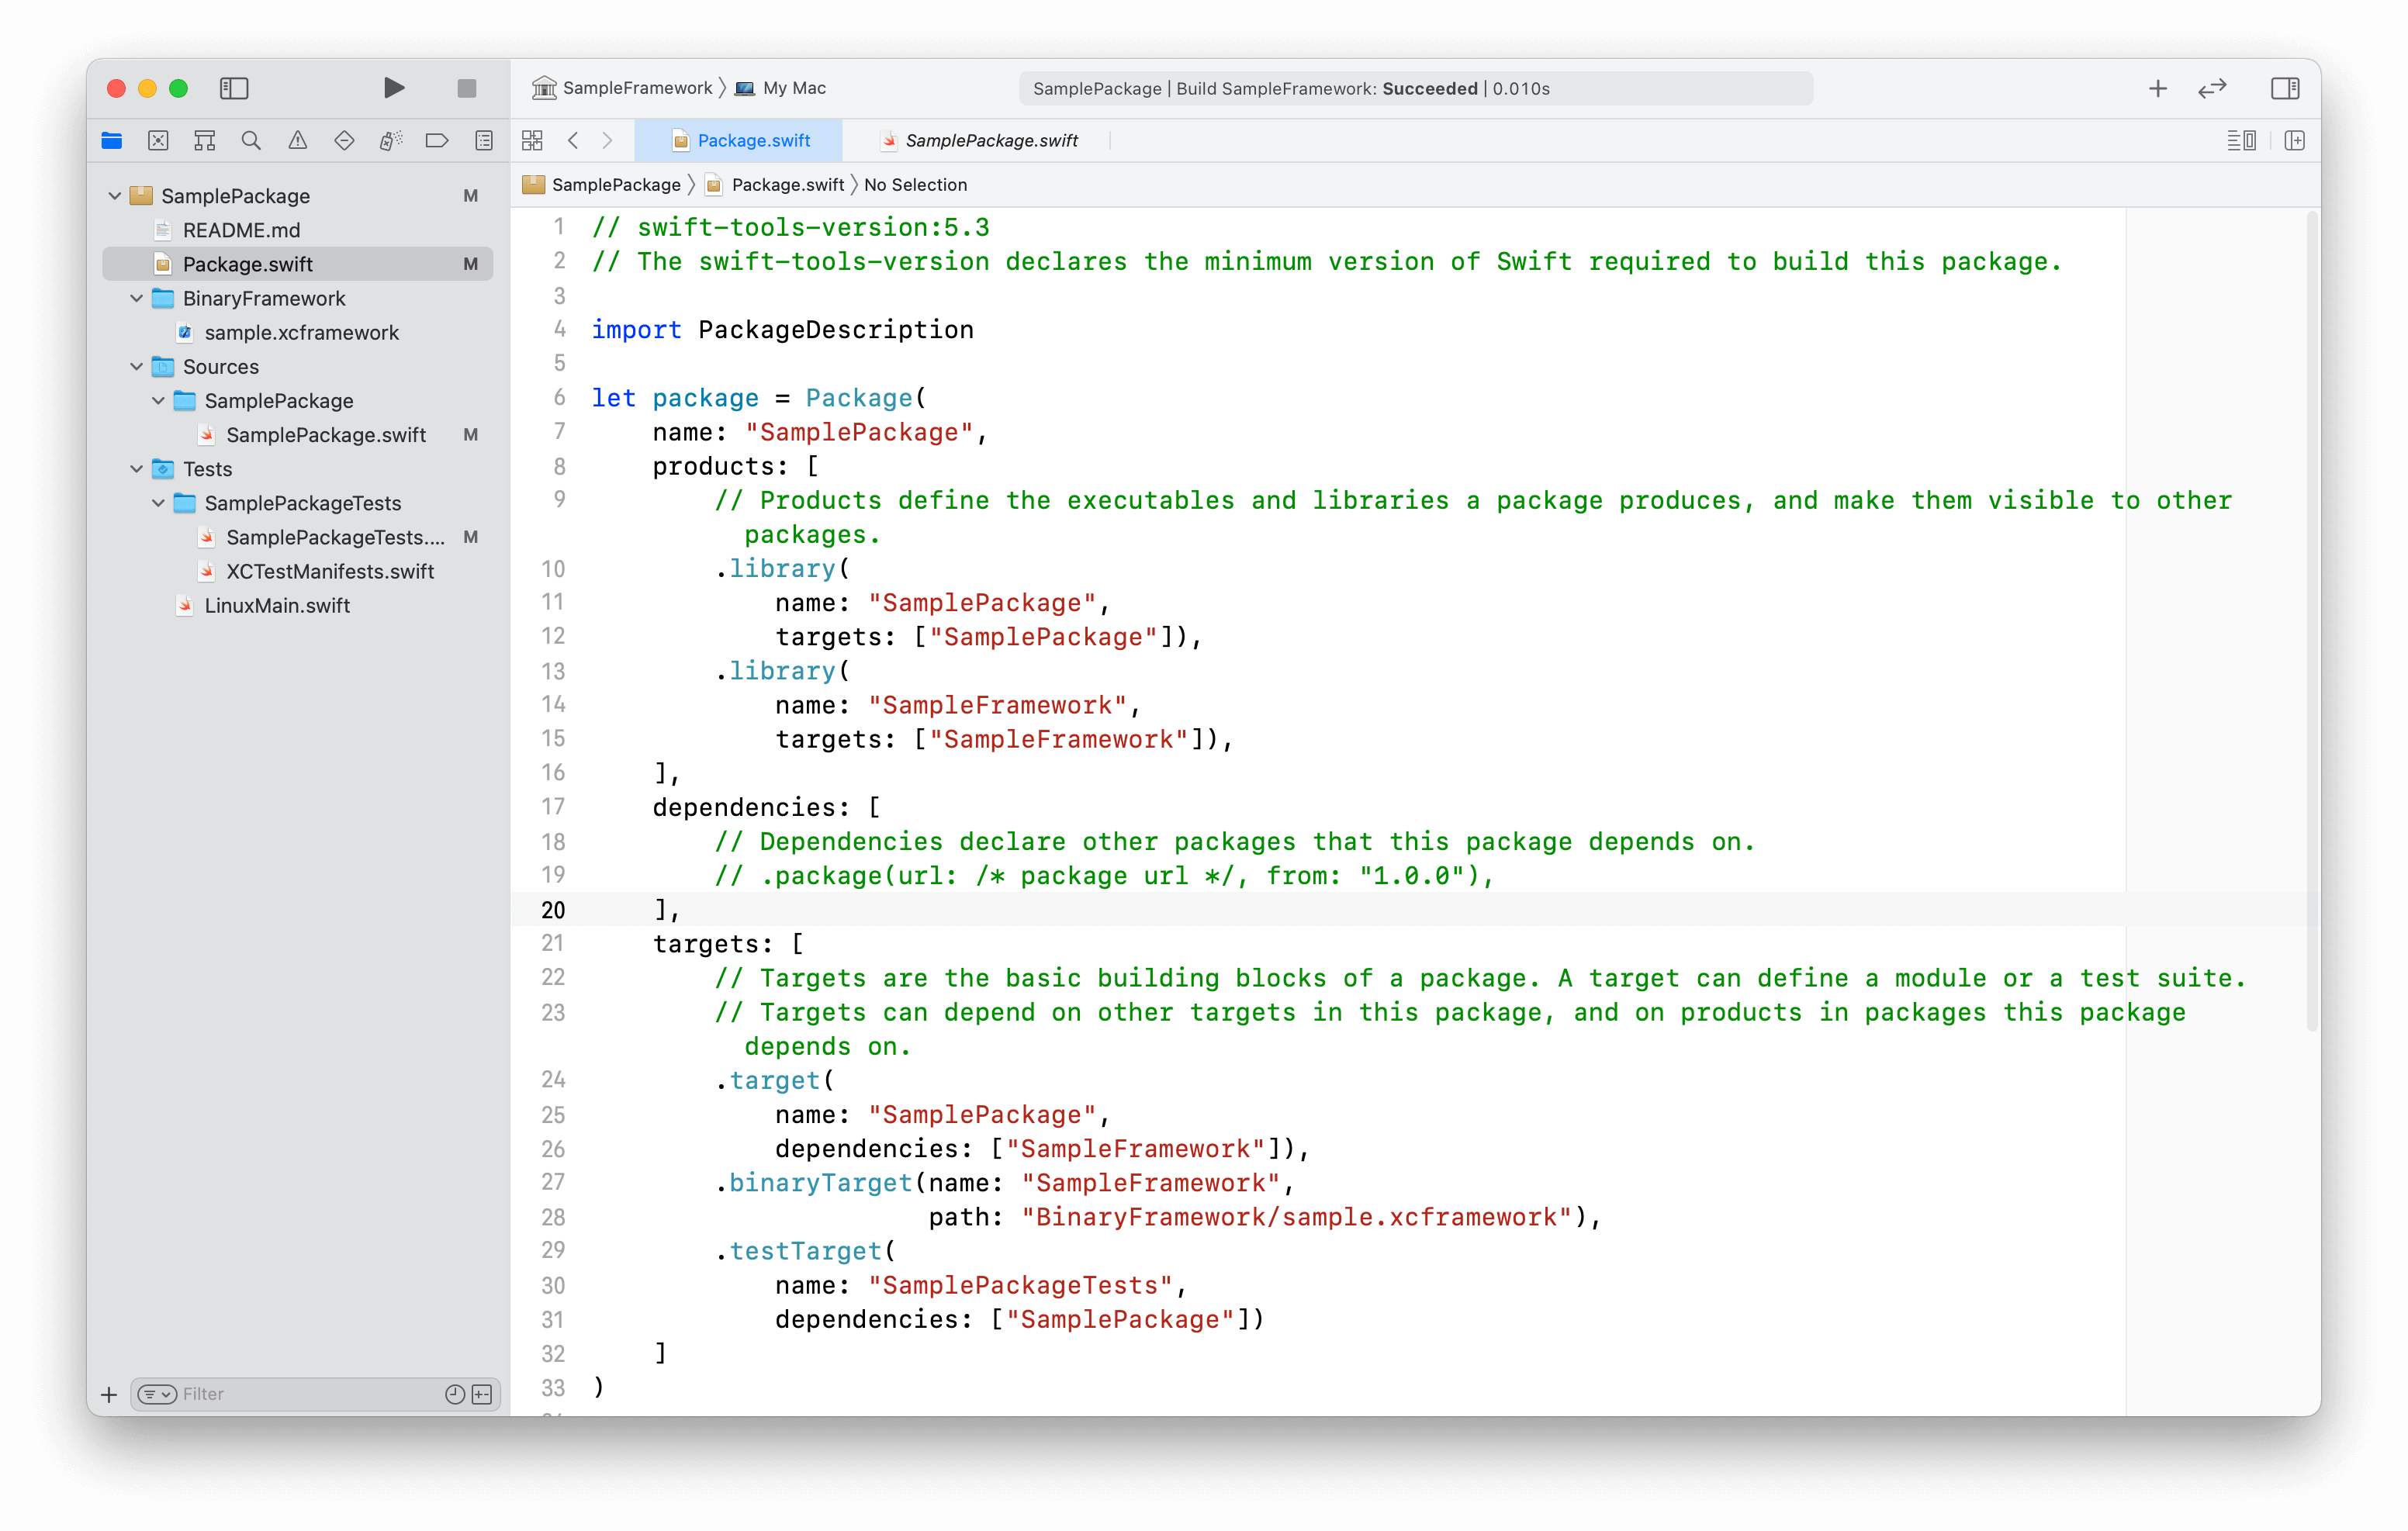 SampleFramework 〉 My Mac
SamplePackage | Build SampleFramework: Succeeded | 0.010s
Package.swift
SamplePackage.swift
SamplePackage 〉 Package.swift 〉 No Selection
SamplePackage M
README.md
Package.swift M
BinaryFramework
sample.xcframework
Sources
SamplePackage
SamplePackage.swift M
Tests
SamplePackageTests
SamplePackageTests.... M
XCTestManifests.swift
LinuxMain.swift
Filter
1 // swift-tools-version:5.3
2 // The swift-tools-version declares the minimum version of Swift required to build this package.
3
4 import PackageDescription
5
6 let package = Package(
7 name: "SamplePackage",
8 products: [
9 // Products define the executables and libraries a package produces, and make them visible to other
packages.
10 .library(
11 name: "SamplePackage",
12 targets: ["SamplePackage"]),
13 .library(
14 name: "SampleFramework",
15 targets: ["SampleFramework"]),
16 ],
17 dependencies: [
18 // Dependencies declare other packages that this package depends on.
19 // .package(url: /* package url */, from: "1.0.0"),
20 ],
21 targets: [
22 // Targets are the basic building blocks of a package. A target can define a module or a test suite.
23 // Targets can depend on other targets in this package, and on products in packages this package
depends on.
24 .target(
25 name: "SamplePackage",
26 dependencies: ["SampleFramework"]),
27 .binaryTarget(name: "SampleFramework",
28 path: "BinaryFramework/sample.xcframework"),
29 .testTarget(
30 name: "SamplePackageTests",
31 dependencies: ["SamplePackage"])
32 ]
33 )